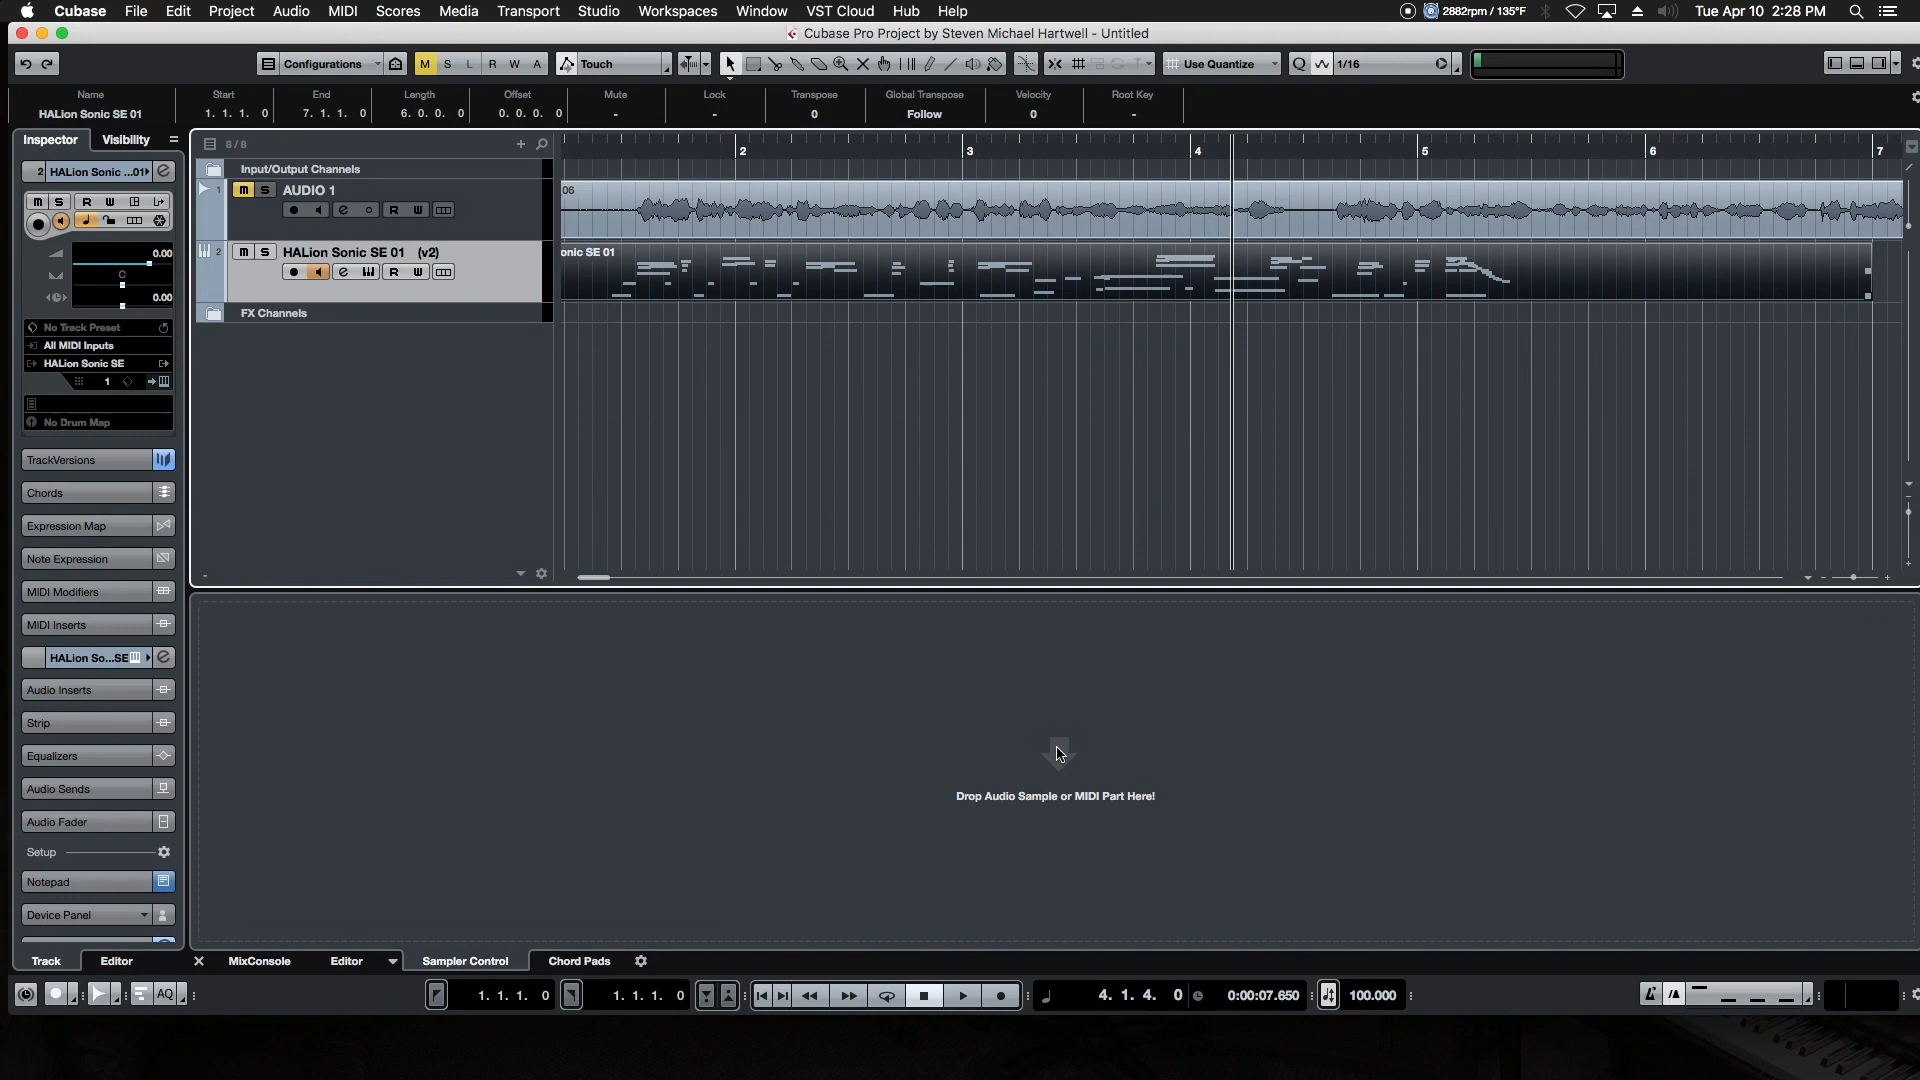 Cubase File Edit Project Audio MIDI Scores Media Transport Studio Workspaces Window VST Cloud Hub Help 2882rpm / 135°F Tue Apr 10 2:28 PM
Cubase Pro Project by Steven Michael Hartwell - Untitled
Configurations M S L R W A Touch Use Quantize Q 1/16
Name Start End Length Offset Mute Lock Transpose Global Transpose Velocity Root Key
HALion Sonic SE 01 1. 1. 1. 0 7. 1. 1. 0 6. 0. 0. 0 0. 0. 0. 0 - - 0 Follow 0 -
Inspector Visibility 8/8
2 3 4 5 6 7
2 HALion Sonic ...01
Input/Output Channels
1 m S AUDIO 1 06
m S R W
e R W
2 m S HALion Sonic SE 01 (v2) onic SE 01
0.00
e R W
C
0.00
FX Channels
No Track Preset
All MIDI Inputs
HALion Sonic SE
1
No Drum Map
TrackVersions
Chords
Expression Map
Note Expression
MIDI Modifiers
MIDI Inserts
HALion So...SE
Audio Inserts
Strip
Equalizers
Audio Sends
Drop Audio Sample or MIDI Part Here!
Audio Fader
Setup
Notepad
Device Panel
Track Editor MixConsole Editor Sampler Control Chord Pads
AQ 1. 1. 1. 0 1. 1. 1. 0 4. 1. 4. 0 0:00:07.650 100.000